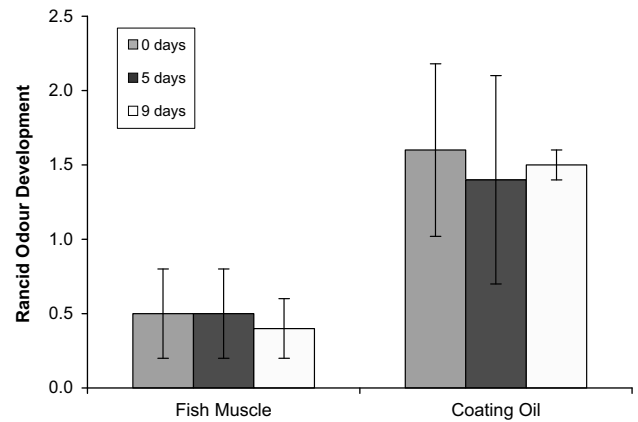 2.5
2.0
1.5
1.0
0.5
0.0
Rancid Odour Development
0 days
5 days
9 days
Fish Muscle
Coating Oil